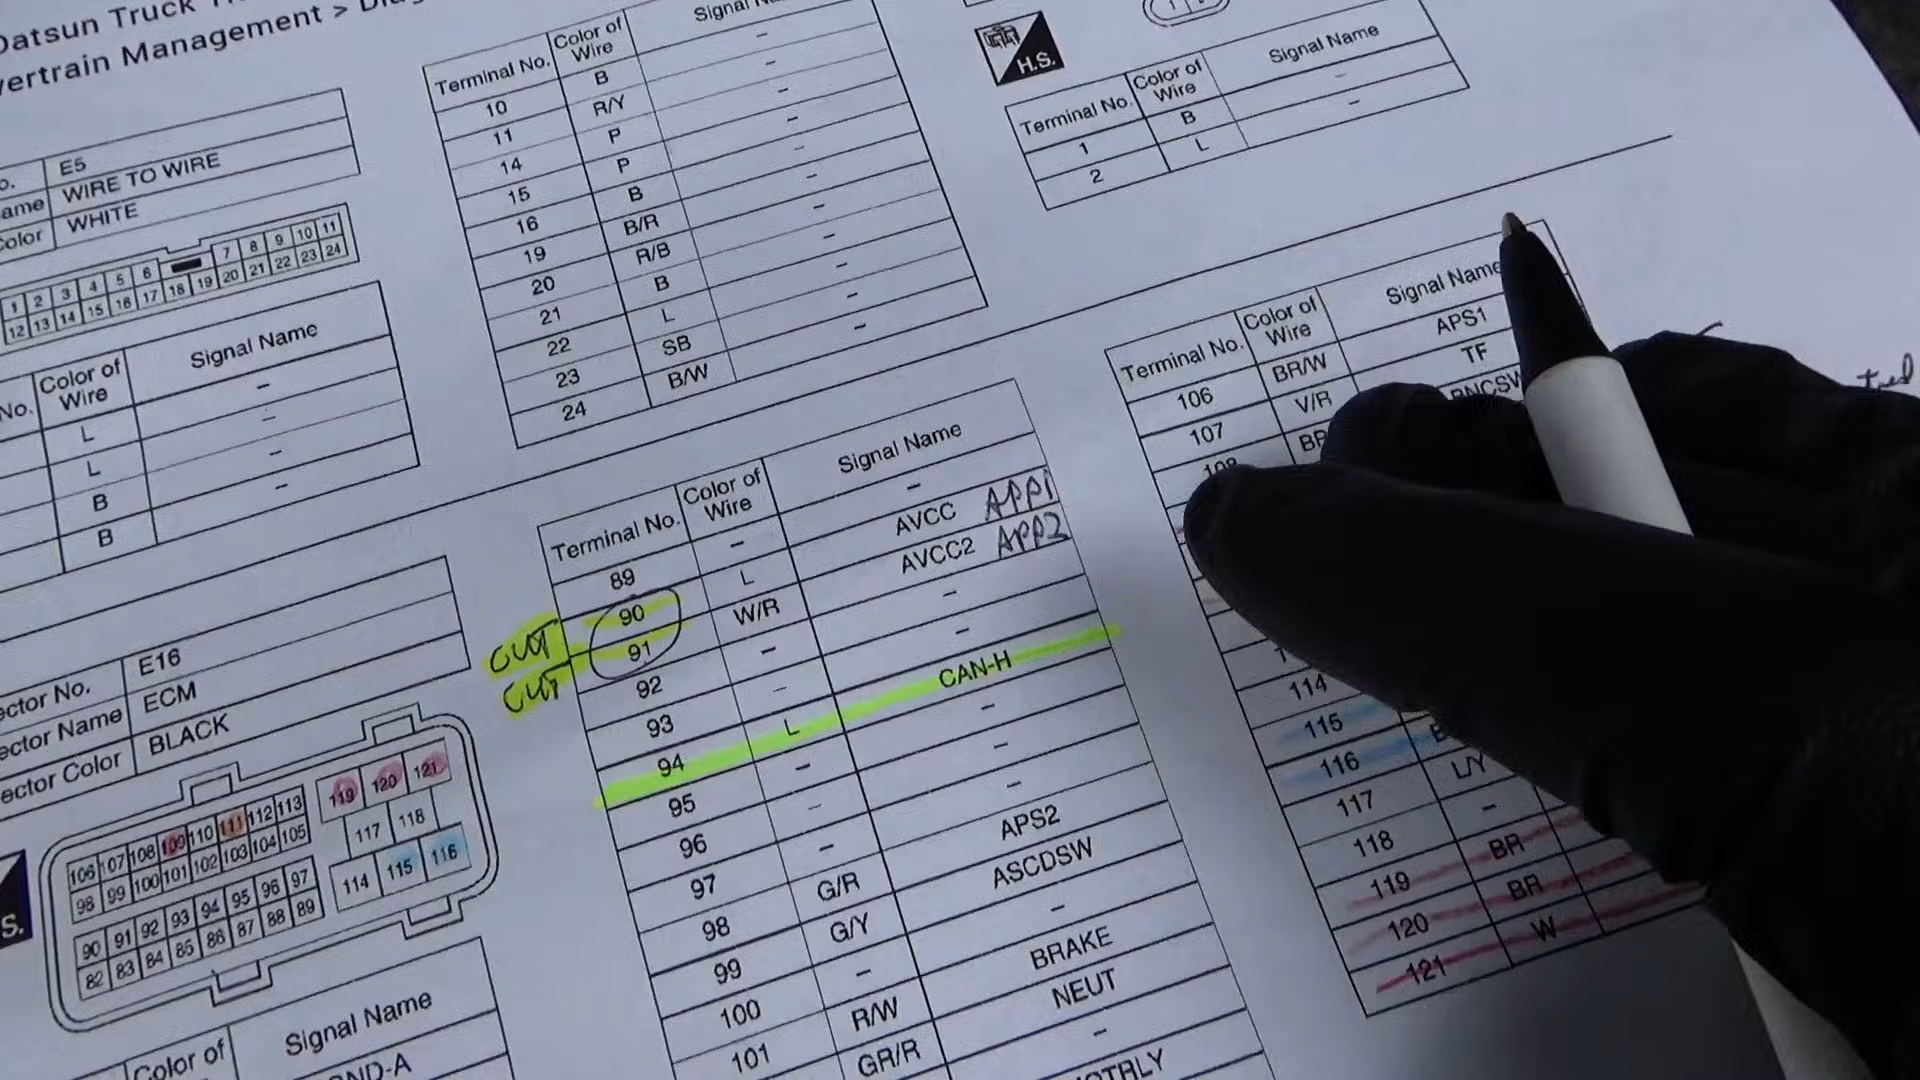 Datsun Truck
Powertrain Management >
E5
WIRE TO WIRE
WHITE
7 8 9 10 11
1 2 3 4 5 6
12 13 14 15 16 17 18 19 20 21 22 23 24
No. Color of Wire Signal Name
L –
L –
B –
B –
Terminal No. Color of Wire Signal
10 B –
11 R/Y –
14 P –
15 P –
16 B –
19 B/R –
20 R/B –
21 B –
22 L –
23 SB –
24 B/W –
H.S.
Terminal No. Color of Wire Signal Name
1 B –
2 L –
E16
ECM
BLACK
106 107 108 109 110 111 112 113
98 99 100 101 102 103 104 105
90 91 92 93 94 95 96 97
82 83 84 85 86 87 88 89
119 120 121
117 118
114 115 116
S.
Color of
Signal Name
GND-A
Terminal No. Color of Wire Signal Name
89 – –
CUT 90 L AVCC APP1
CUT 91 W/R AVCC2 APP2
92 – –
93 – –
94 L CAN-H
95 – –
96 – –
97 – –
98 G/R APS2
99 G/Y ASCDSW
100 – –
101 R/W BRAKE
GR/R NEUT
–
Terminal No. Color of Wire Signal Name
106 BR/W APS1
107 V/R TF
108 BR
114
115
116
117 L/Y
118 –
119 BR
120 BR
121 W